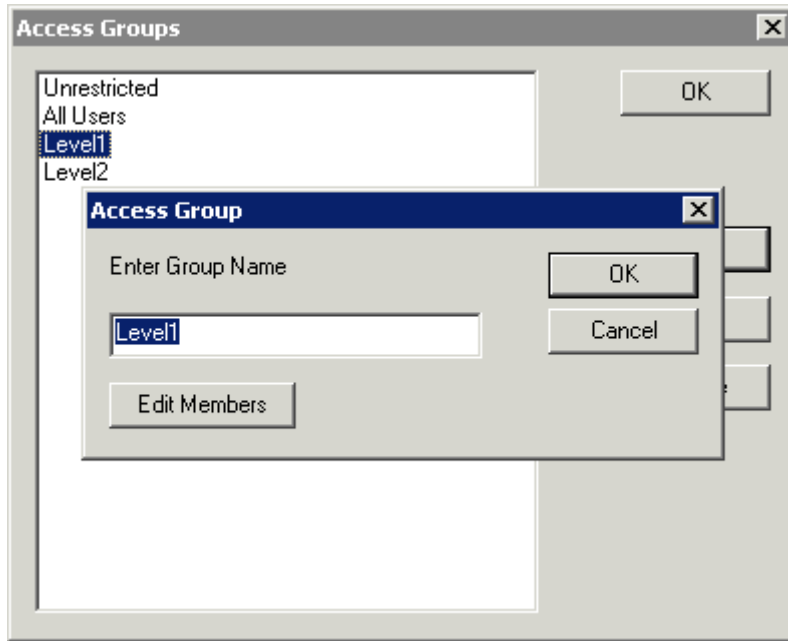 Access Groups
Unrestricted
OK
All Users
Level1
Level2
Access Group
Enter Group Name
OK
Level1
Cancel
Edit Members